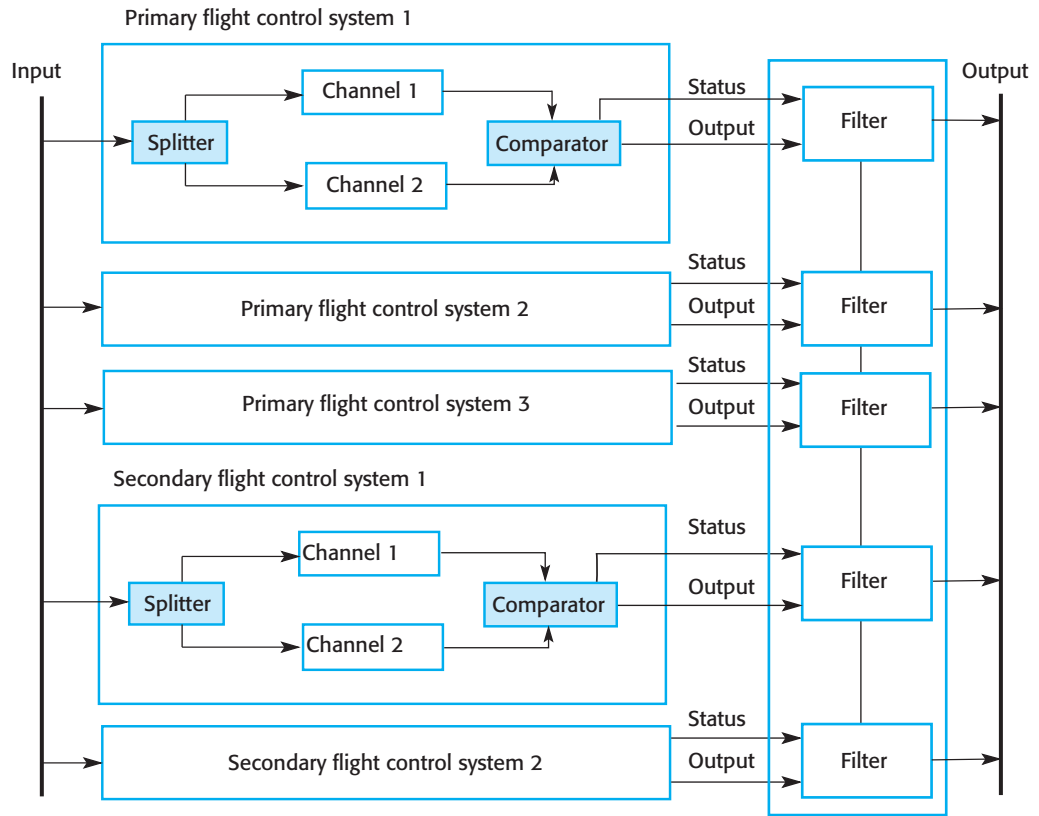 Primary flight control system 1
Input
Output
Channel 1
Status
Splitter
Comparator
Output
Filter
Channel 2
Status
Primary flight control system 2
Output
Filter
Status
Primary flight control system 3
Output
Filter
Secondary flight control system 1
Status
Channel 1
Splitter
Comparator
Output
Filter
Channel 2
Status
Secondary flight control system 2
Output
Filter